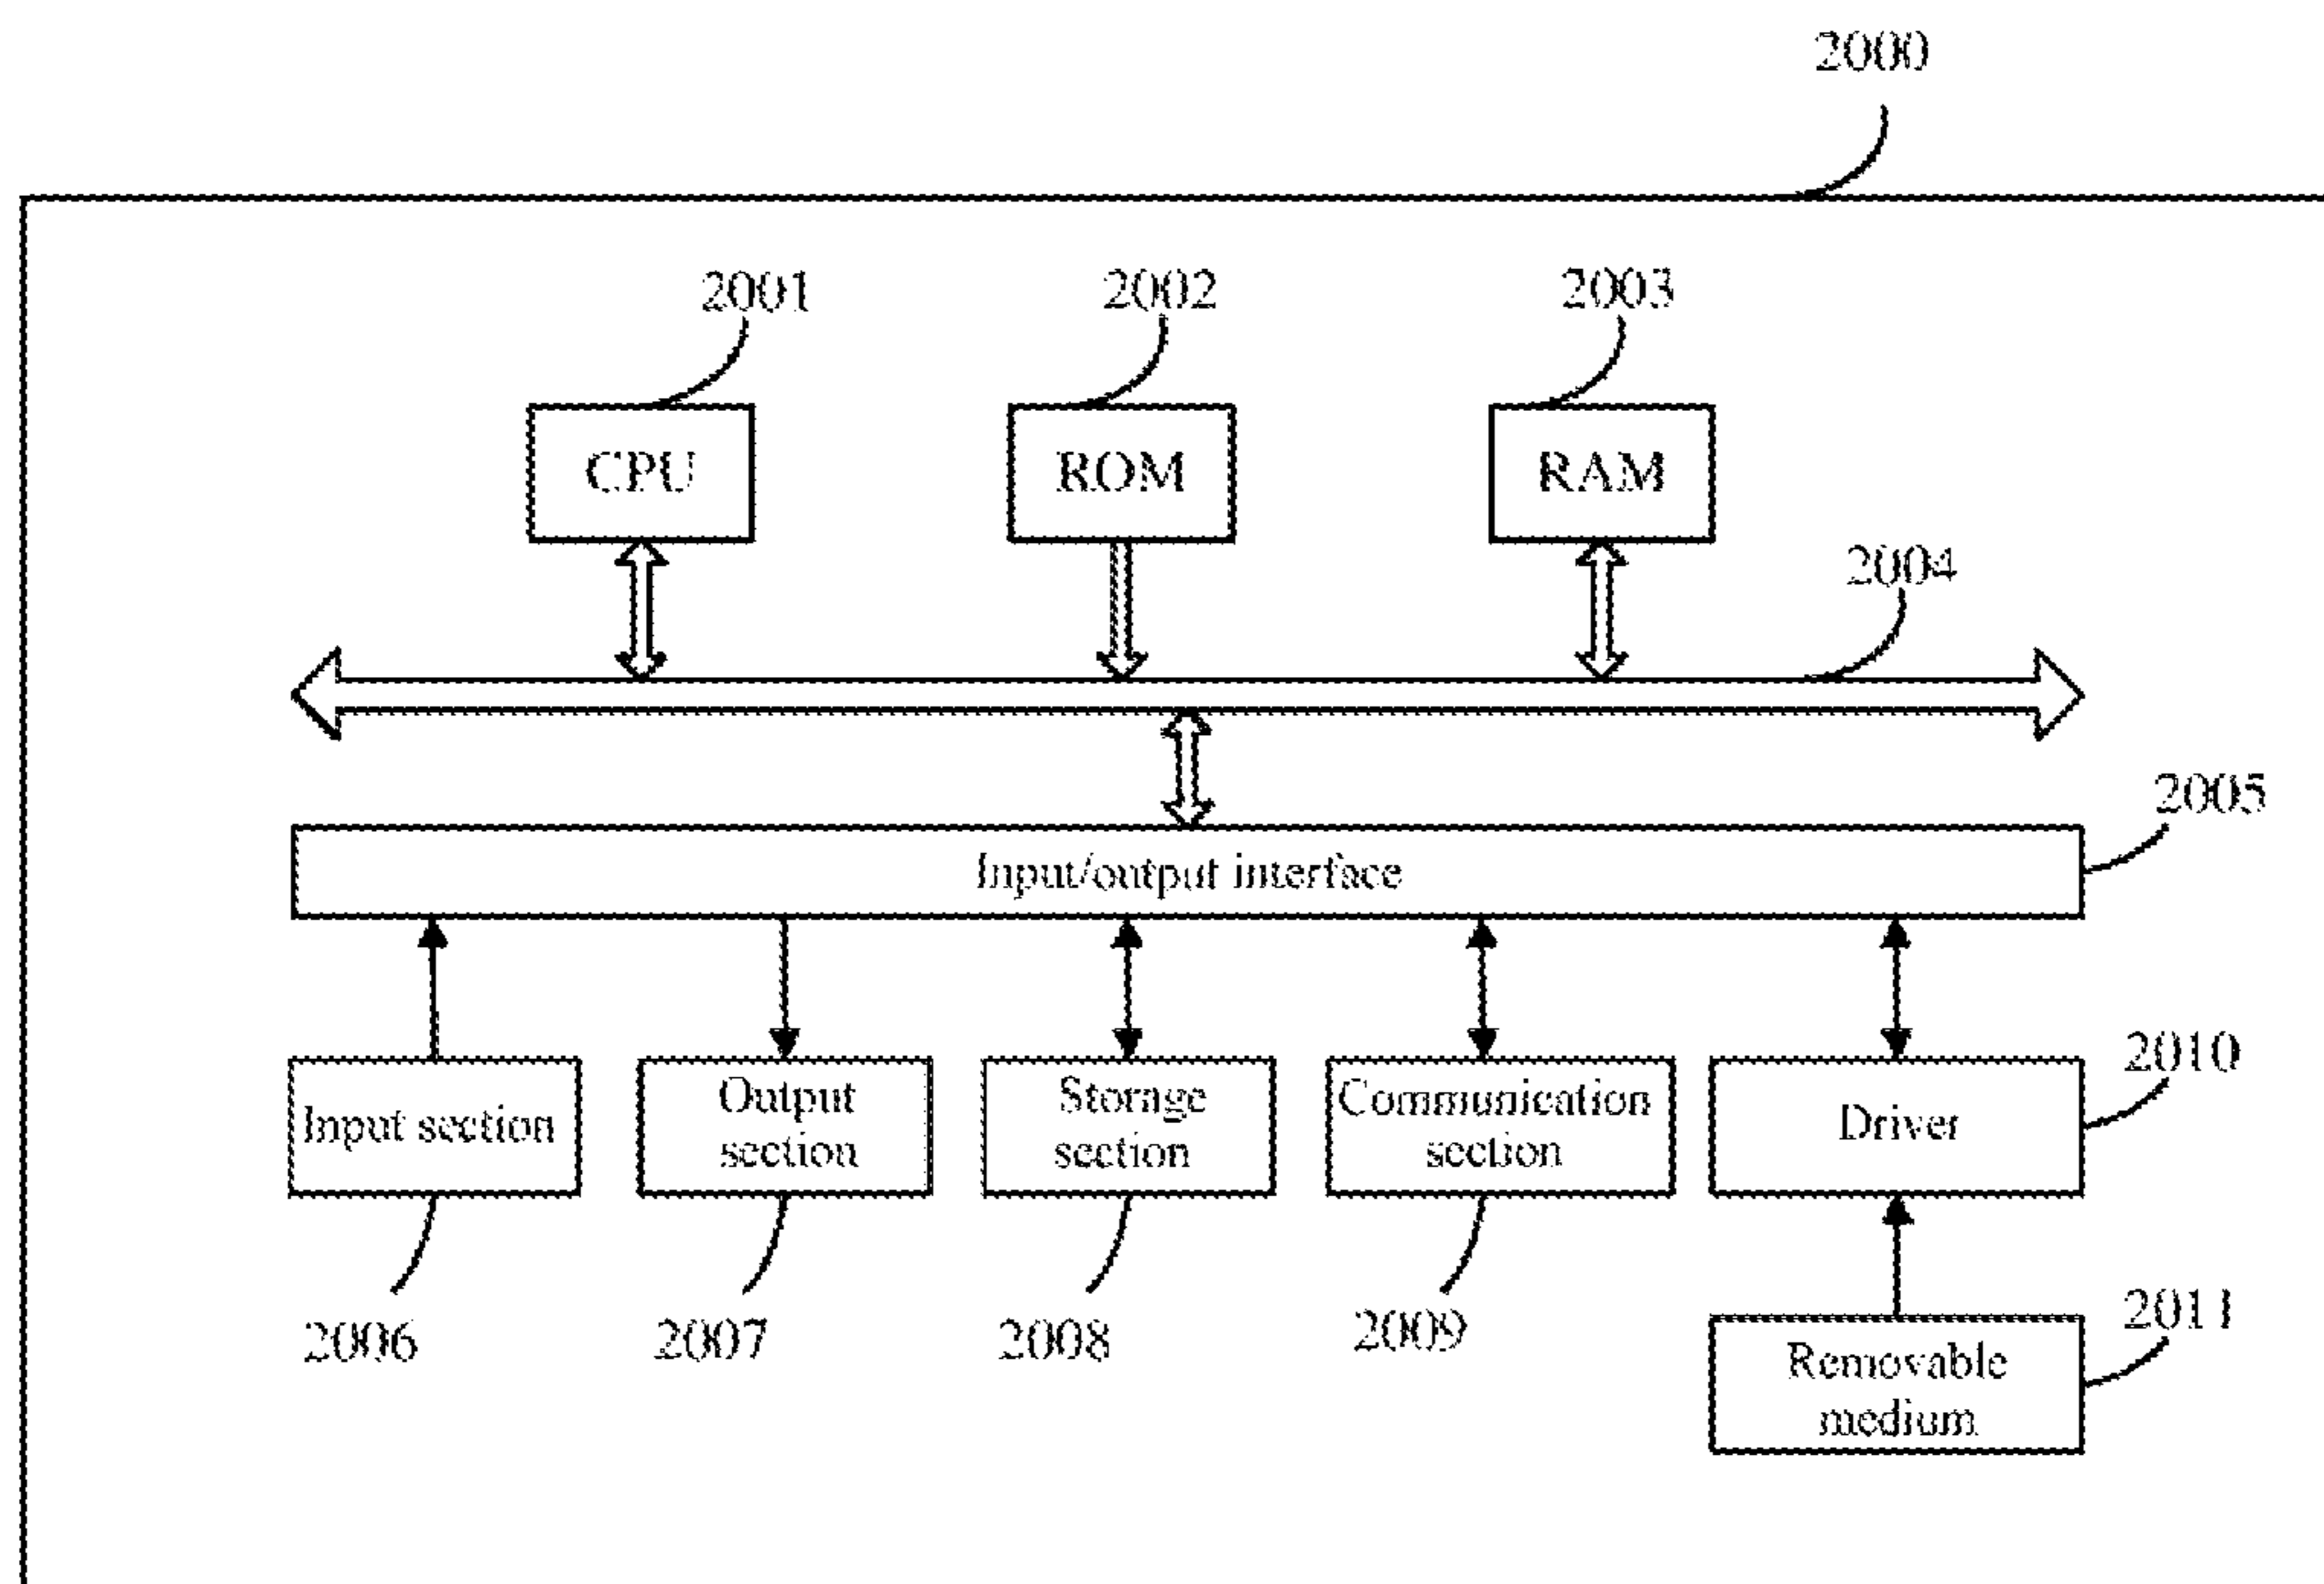 2000
2001
2002
2003
CPU
ROM
RAM
2004
2005
Input/output interface
2010
Input section
Output
section
Storage
section
Communication
section
Driver
2006
2007
2008
2009
2011
Removable
medium